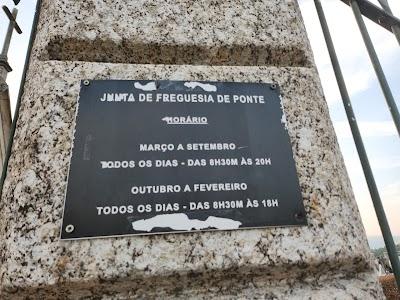 JUNTA DE FREGUESIA DE PONTE
HORÁRIO
MARÇO A SETEMBRO
TODOS OS DIAS - DAS 8H30M ÀS 20H
OUTUBRO A FEVEREIRO
TODOS OS DIAS - DAS 8H30M ÀS 18H